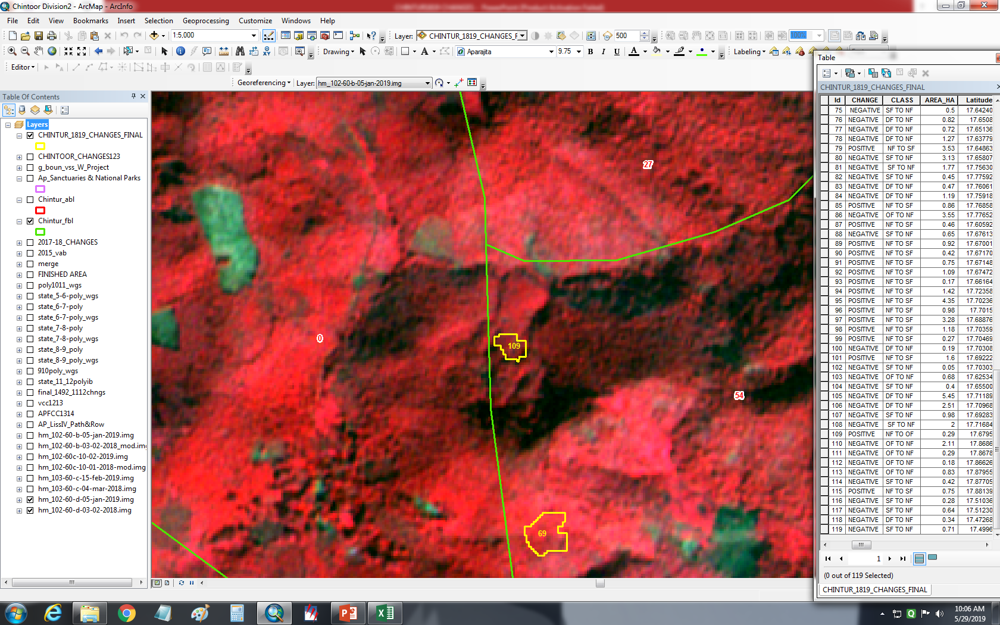 Chintoor Division2 - ArcMap - ArcInfo
File Edit View Bookmarks Insert Selection Geoprocessing Customize Windows Help
1:5,000 Layer: CHINTUR_1819_CHANGES_F 500 100%
Drawing Aparajita 9.75 B I U A Labeling
Editor
Georeferencing Layer: hm_102-60-b-05-jan-2019.img
Table Of Contents
Layers
CHINTUR_1819_CHANGES_FINAL
CHINTOOR_CHANGES123
g_boun_vss_W_Project
Ap_Sanctuaries & National Parks
Chintur_abl
Chintur_fbl
2017-18_CHANGES
2015_vab
merge
FINISHED AREA
poly1011_wgs
state_5-6-poly_wgs
state_6-7-poly
state_6-7-poly_wgs
state_7-8-poly
state_7-8-poly_wgs
state_8-9_poly
state_8-9_poly_wgs
910poly_wgs
state_11_12polyib
final_1492_1112chngs
vcc1213
APFCC1314
AP_LissIV_Path&Row
hm_102-60-b-05-jan-2019.img
hm_102-60-b-03-02-2018_mod.im
hm_102-60c-10-02-2019.img
hm_102-60c-10-01-2018-mod.img
hm_103-60-c-15-feb-2019.img
hm_103-60-c-04-mar-2018.img
hm_102-60-d-05-jan-2019.img
hm_102-60-d-03-02-2018.img
27
0
109
54
69
Table
CHINTUR_1819_CHANGES_FINAL
Id CHANGE CLASS AREA_HA Latitude
75 NEGATIVE SF TO NF 0.5 17.64240
76 NEGATIVE DF TO NF 0.82 17.6508
77 NEGATIVE DF TO NF 0.72 17.65136
78 NEGATIVE DF TO NF 1.27 17.63779
79 POSITIVE NF TO SF 3.53 17.64863
80 NEGATIVE SF TO NF 3.13 17.65807
81 NEGATIVE SF TO NF 1.77 17.75630
82 NEGATIVE SF TO NF 0.45 17.77592
83 NEGATIVE DF TO NF 0.47 17.76061
84 NEGATIVE DF TO NF 1.19 17.75918
85 POSITIVE NF TO SF 0.86 17.76858
86 NEGATIVE OF TO NF 3.55 17.77652
87 POSITIVE NF TO SF 0.46 17.60592
88 NEGATIVE SF TO NF 0.65 17.67613
89 POSITIVE NF TO SF 0.92 17.67001
90 POSITIVE NF TO SF 0.42 17.67170
91 POSITIVE NF TO SF 0.75 17.67148
92 POSITIVE NF TO SF 1.09 17.67472
93 POSITIVE NF TO SF 0.17 17.66164
94 POSITIVE NF TO SF 1.42 17.72358
95 POSITIVE NF TO SF 4.35 17.70236
96 POSITIVE NF TO SF 0.98 17.7015
97 POSITIVE NF TO SF 3.28 17.68876
98 POSITIVE NF TO SF 1.18 17.70359
99 POSITIVE NF TO SF 0.27 17.70469
100 NEGATIVE DF TO NF 0.19 17.70308
101 POSITIVE NF TO SF 1.6 17.69222
102 NEGATIVE SF TO NF 0.05 17.70303
103 NEGATIVE OF TO NF 0.68 17.62534
104 NEGATIVE SF TO NF 0.4 17.65500
105 NEGATIVE DF TO NF 5.45 17.71189
106 NEGATIVE DF TO NF 2.51 17.70968
107 NEGATIVE SF TO NF 0.98 17.69283
108 NEGATIVE SF TO NF 2 17.71684
109 POSITIVE NF TO OF 0.29 17.6795
110 NEGATIVE OF TO NF 2.11 17.8686
111 NEGATIVE OF TO NF 0.29 17.8678
112 NEGATIVE OF TO NF 0.18 17.86626
113 NEGATIVE OF TO NF 0.83 17.87955
114 NEGATIVE SF TO NF 0.42 17.87705
115 POSITIVE NF TO SF 0.75 17.88139
116 NEGATIVE SF TO NF 0.28 17.51036
117 NEGATIVE SF TO NF 0.64 17.51230
118 NEGATIVE DF TO NF 0.34 17.47268
119 NEGATIVE SF TO NF 0.71 17.4996
1
(0 out of 119 Selected)
CHINTUR_1819_CHANGES_FINAL
10:06 AM
5/29/2019